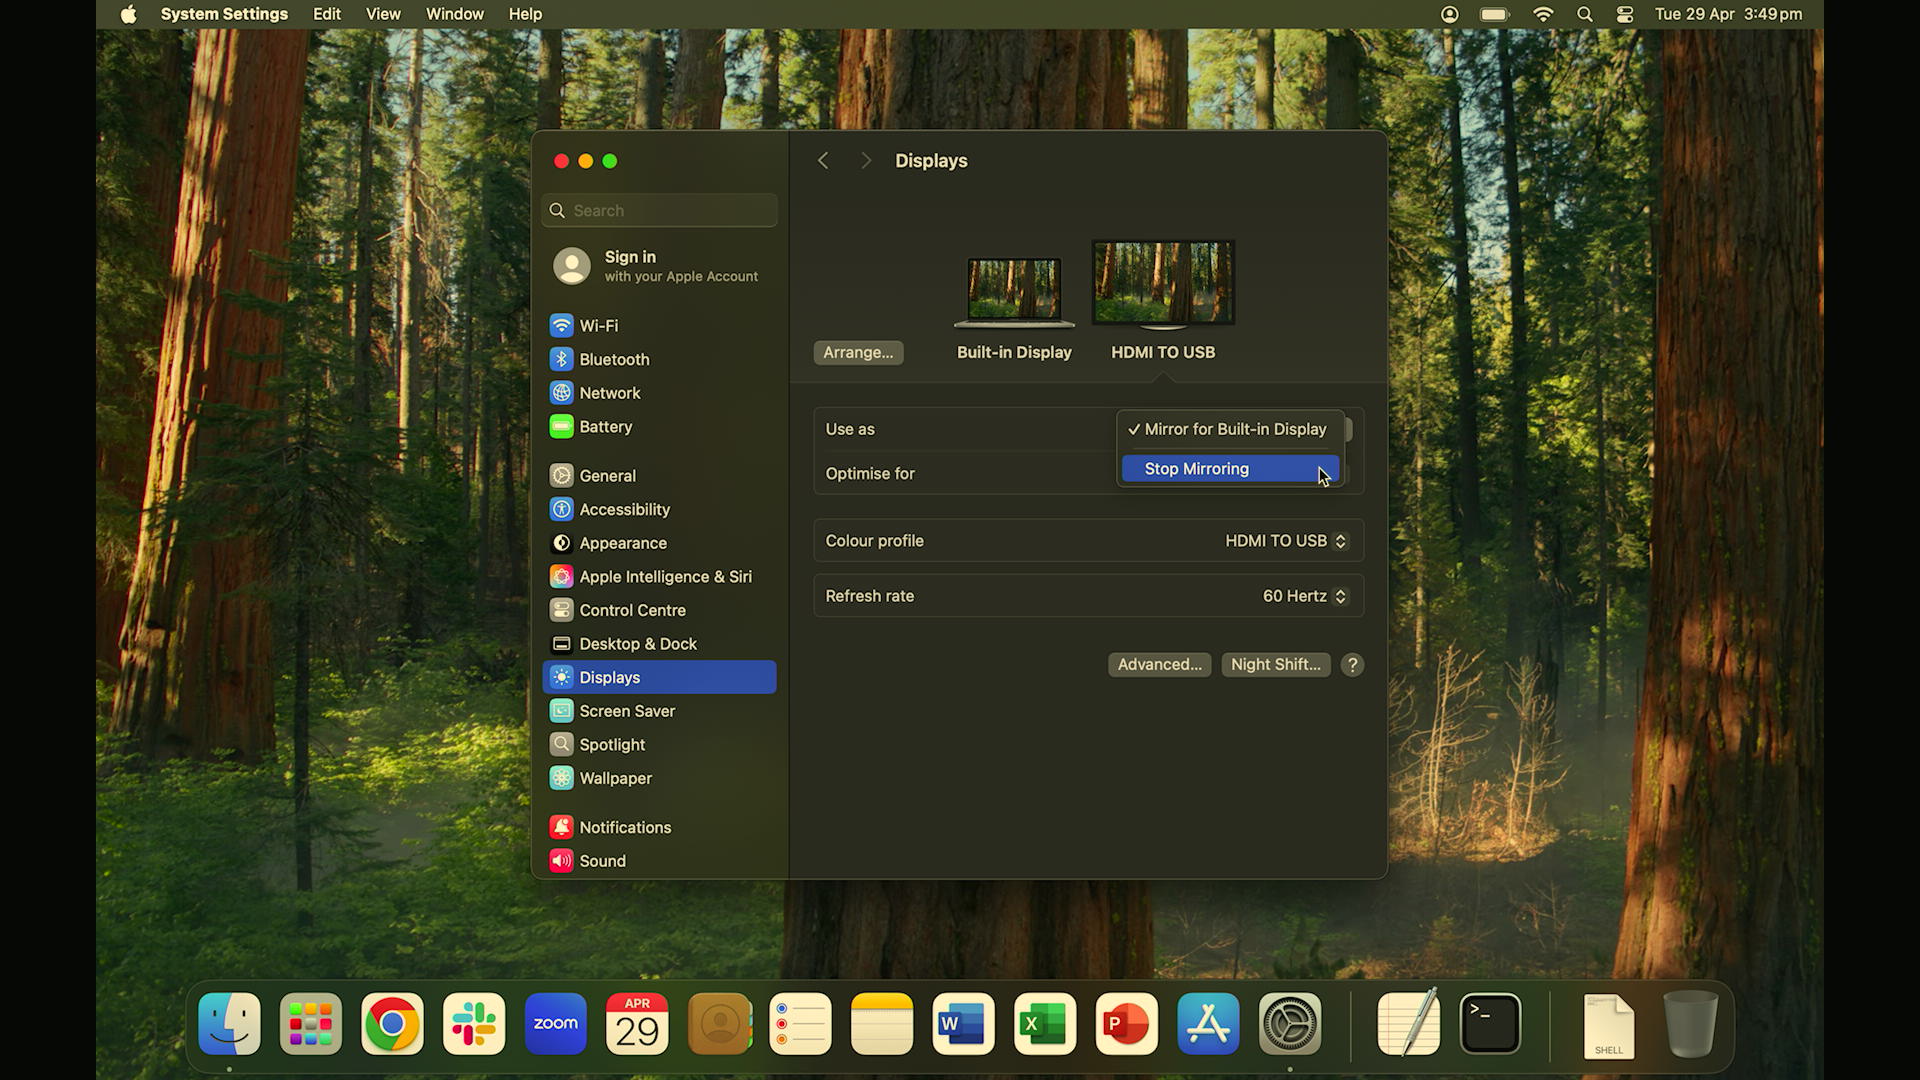 System Settings Edit View Window Help
Tue 29 Apr 3:49 pm
Search
Sign in
with your Apple Account
Wi-Fi
Bluetooth
Network
Battery
General
Accessibility
Appearance
Apple Intelligence & Siri
Control Centre
Desktop & Dock
Displays
Screen Saver
Spotlight
Wallpaper
Notifications
Sound
Displays
Arrange...
Built-in Display
HDMI TO USB
Use as
✓ Mirror for Built-in Display
Stop Mirroring
Optimise for
Colour profile
HDMI TO USB
Refresh rate
60 Hertz
Advanced...
Night Shift...
?
zoom
APR
29
W
X
P
>_
SHELL